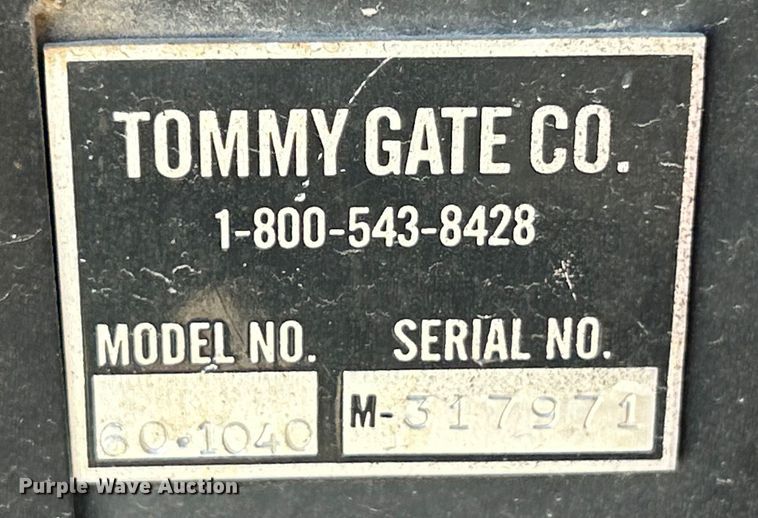 TOMMY GATE CO.
1-800-543-8428
MODEL NO. SERIAL NO.
60-1040 M-317971
Purple Wave Auction